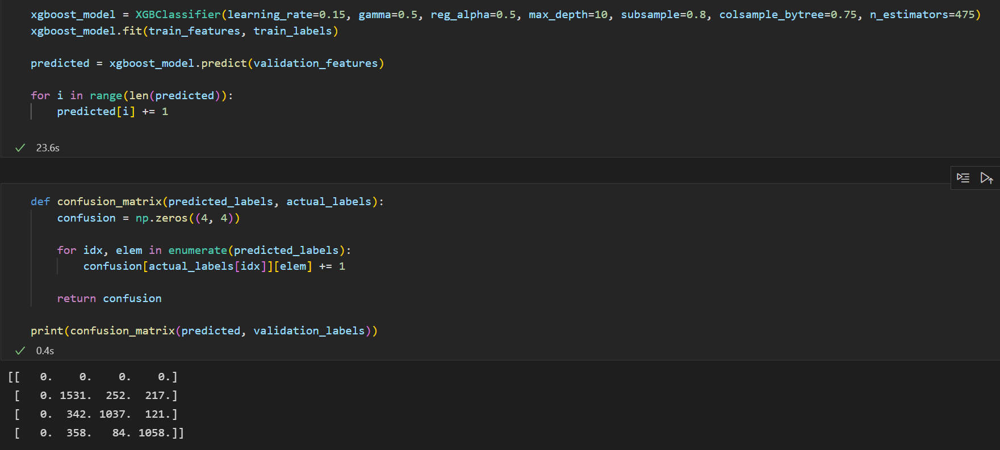 xgboost_model = XGBClassifier(learning_rate=0.15, gamma=0.5, reg_alpha=0.5, max_depth=10, subsample=0.8, colsample_bytree=0.75, n_estimators=475)
xgboost_model.fit(train_features, train_labels)
predicted = xgboost_model.predict(validation_features)
for i in range(len(predicted)):
    predicted[i] += 1
23.6s
def confusion_matrix(predicted_labels, actual_labels):
    confusion = np.zeros((4, 4))
    for idx, elem in enumerate(predicted_labels):
        confusion[actual_labels[idx]][elem] += 1
    return confusion
print(confusion_matrix(predicted, validation_labels))
0.4s
[[   0.    0.    0.    0.]
 [   0. 1531.  252.  217.]
 [   0.  342. 1037.  121.]
 [   0.  358.   84. 1058.]]